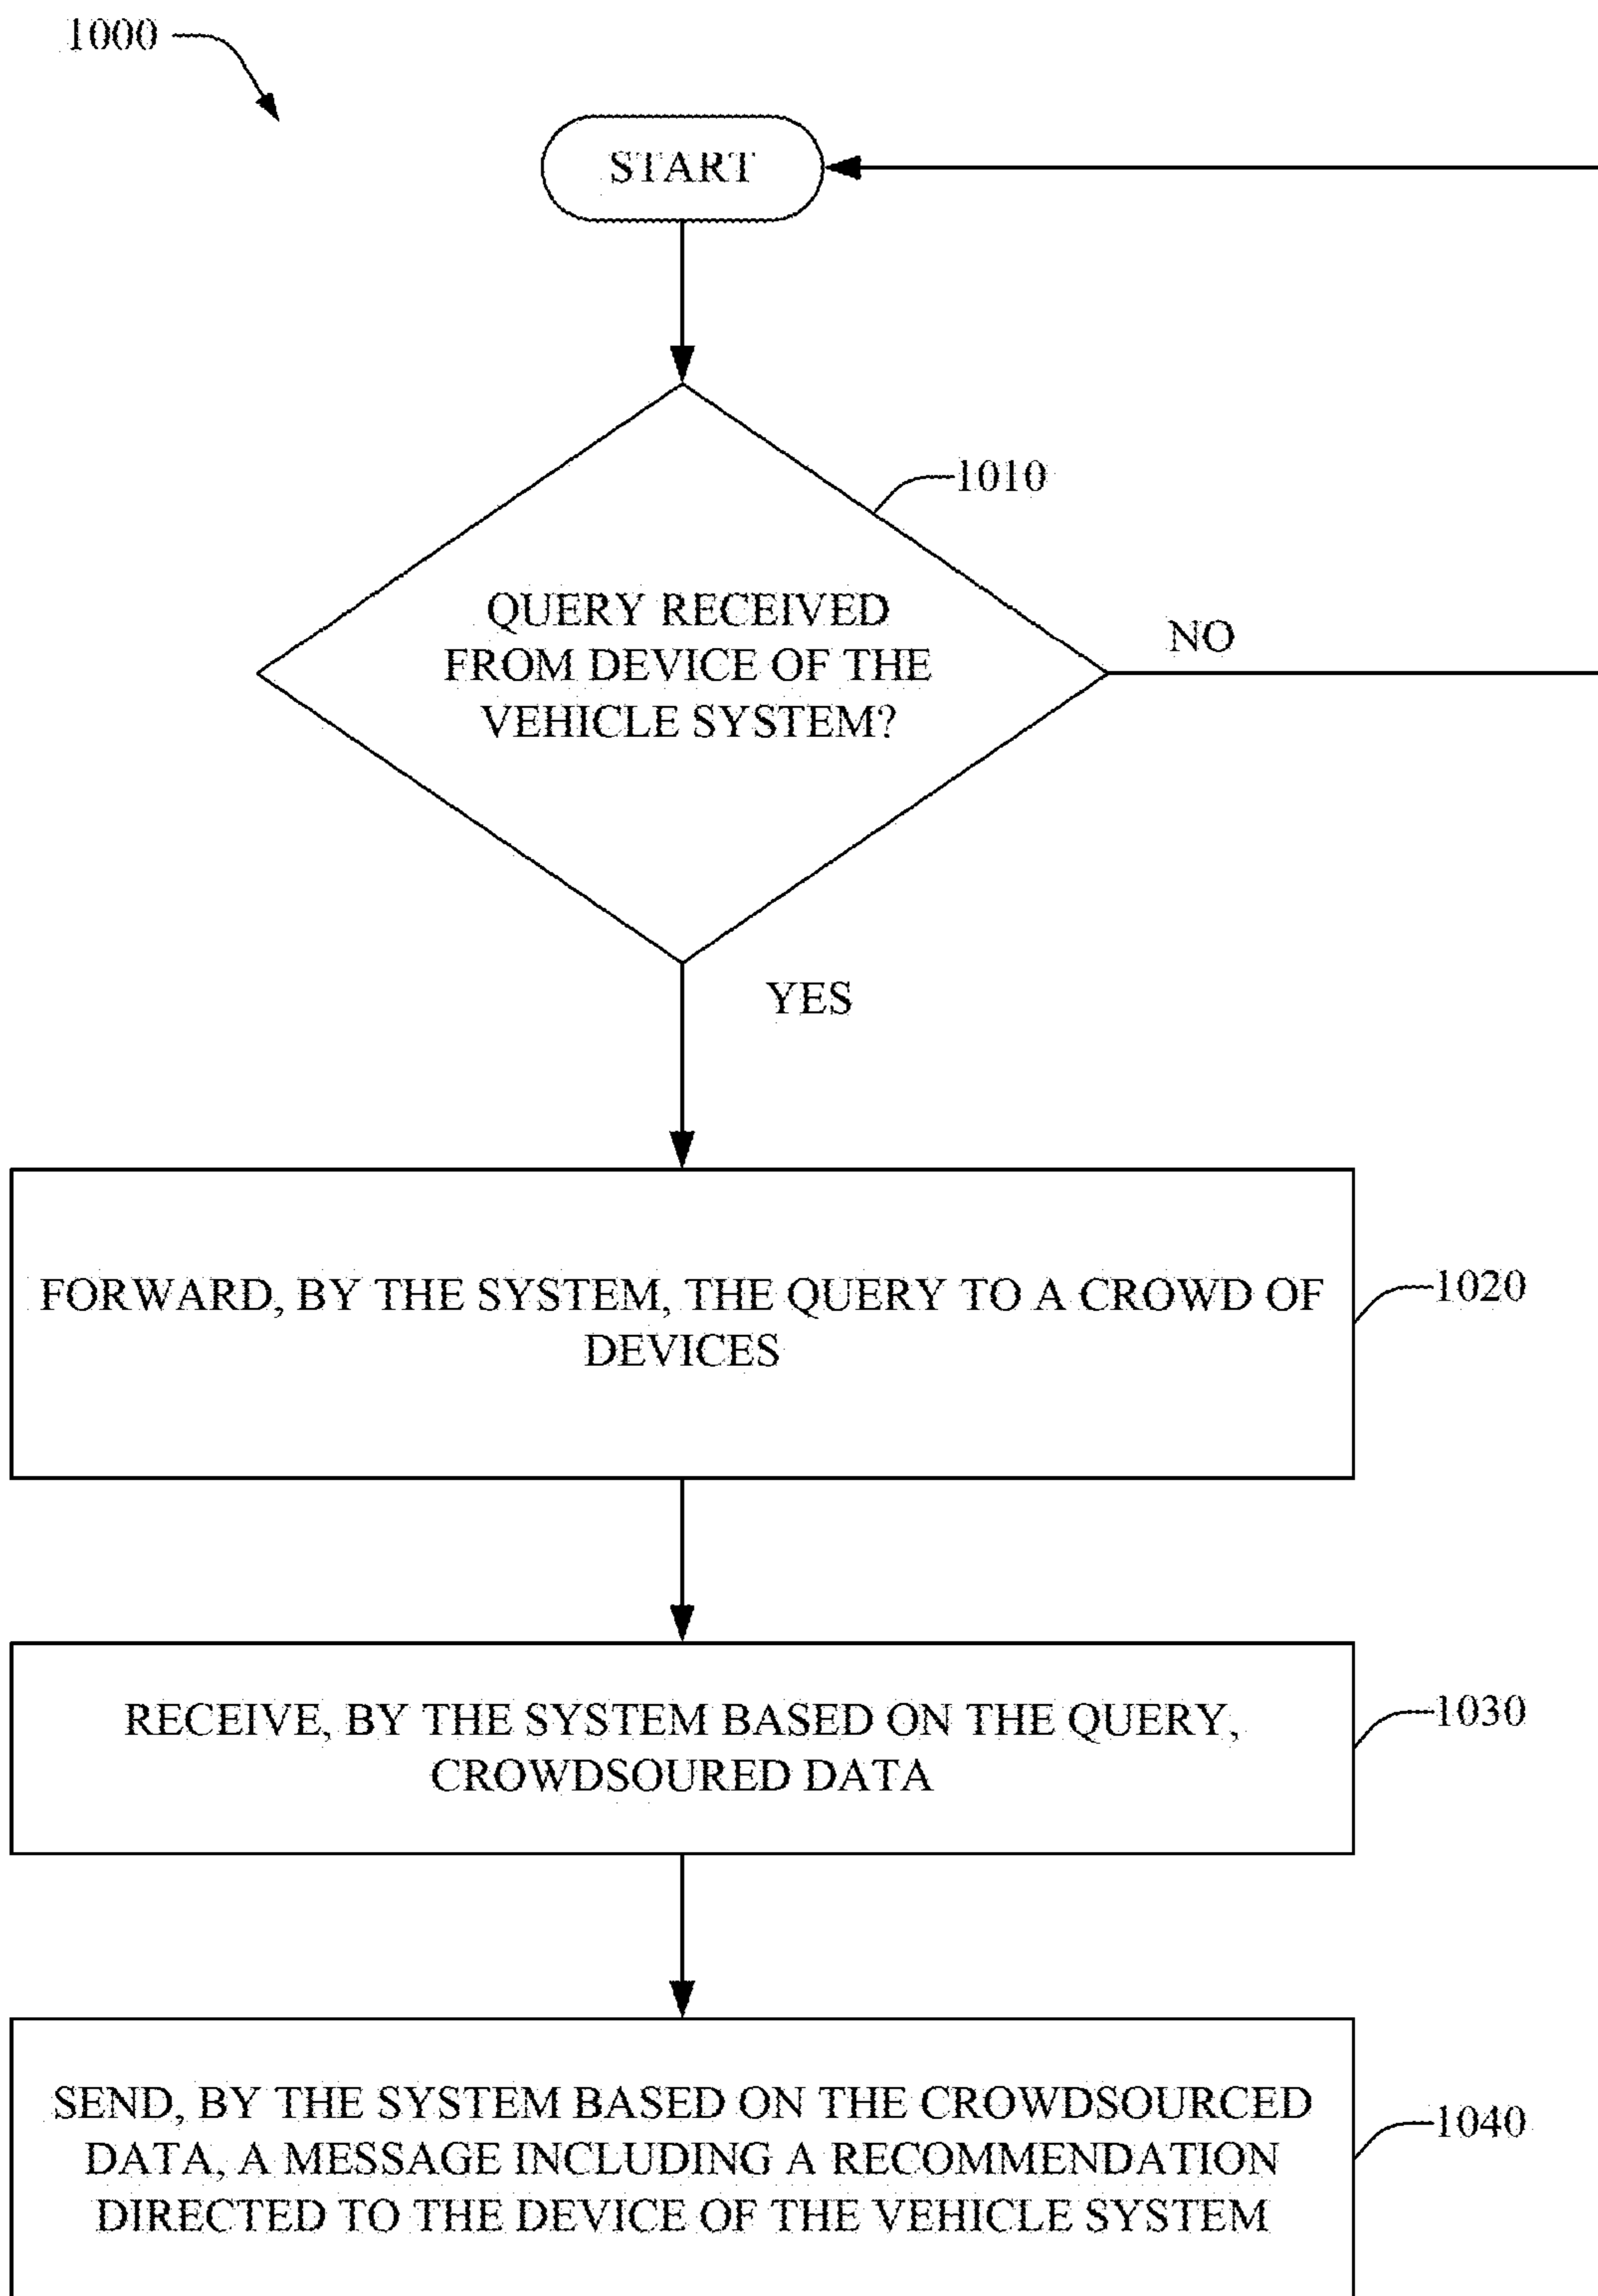 1000
START
1010
QUERY RECEIVED
FROM DEVICE OF THE
VEHICLE SYSTEM?
NO
YES
FORWARD, BY THE SYSTEM, THE QUERY TO A CROWD OF
DEVICES
1020
RECEIVE, BY THE SYSTEM BASED ON THE QUERY,
CROWDSOURED DATA
1030
SEND, BY THE SYSTEM BASED ON THE CROWDSOURCED
DATA, A MESSAGE INCLUDING A RECOMMENDATION
DIRECTED TO THE DEVICE OF THE VEHICLE SYSTEM
1040